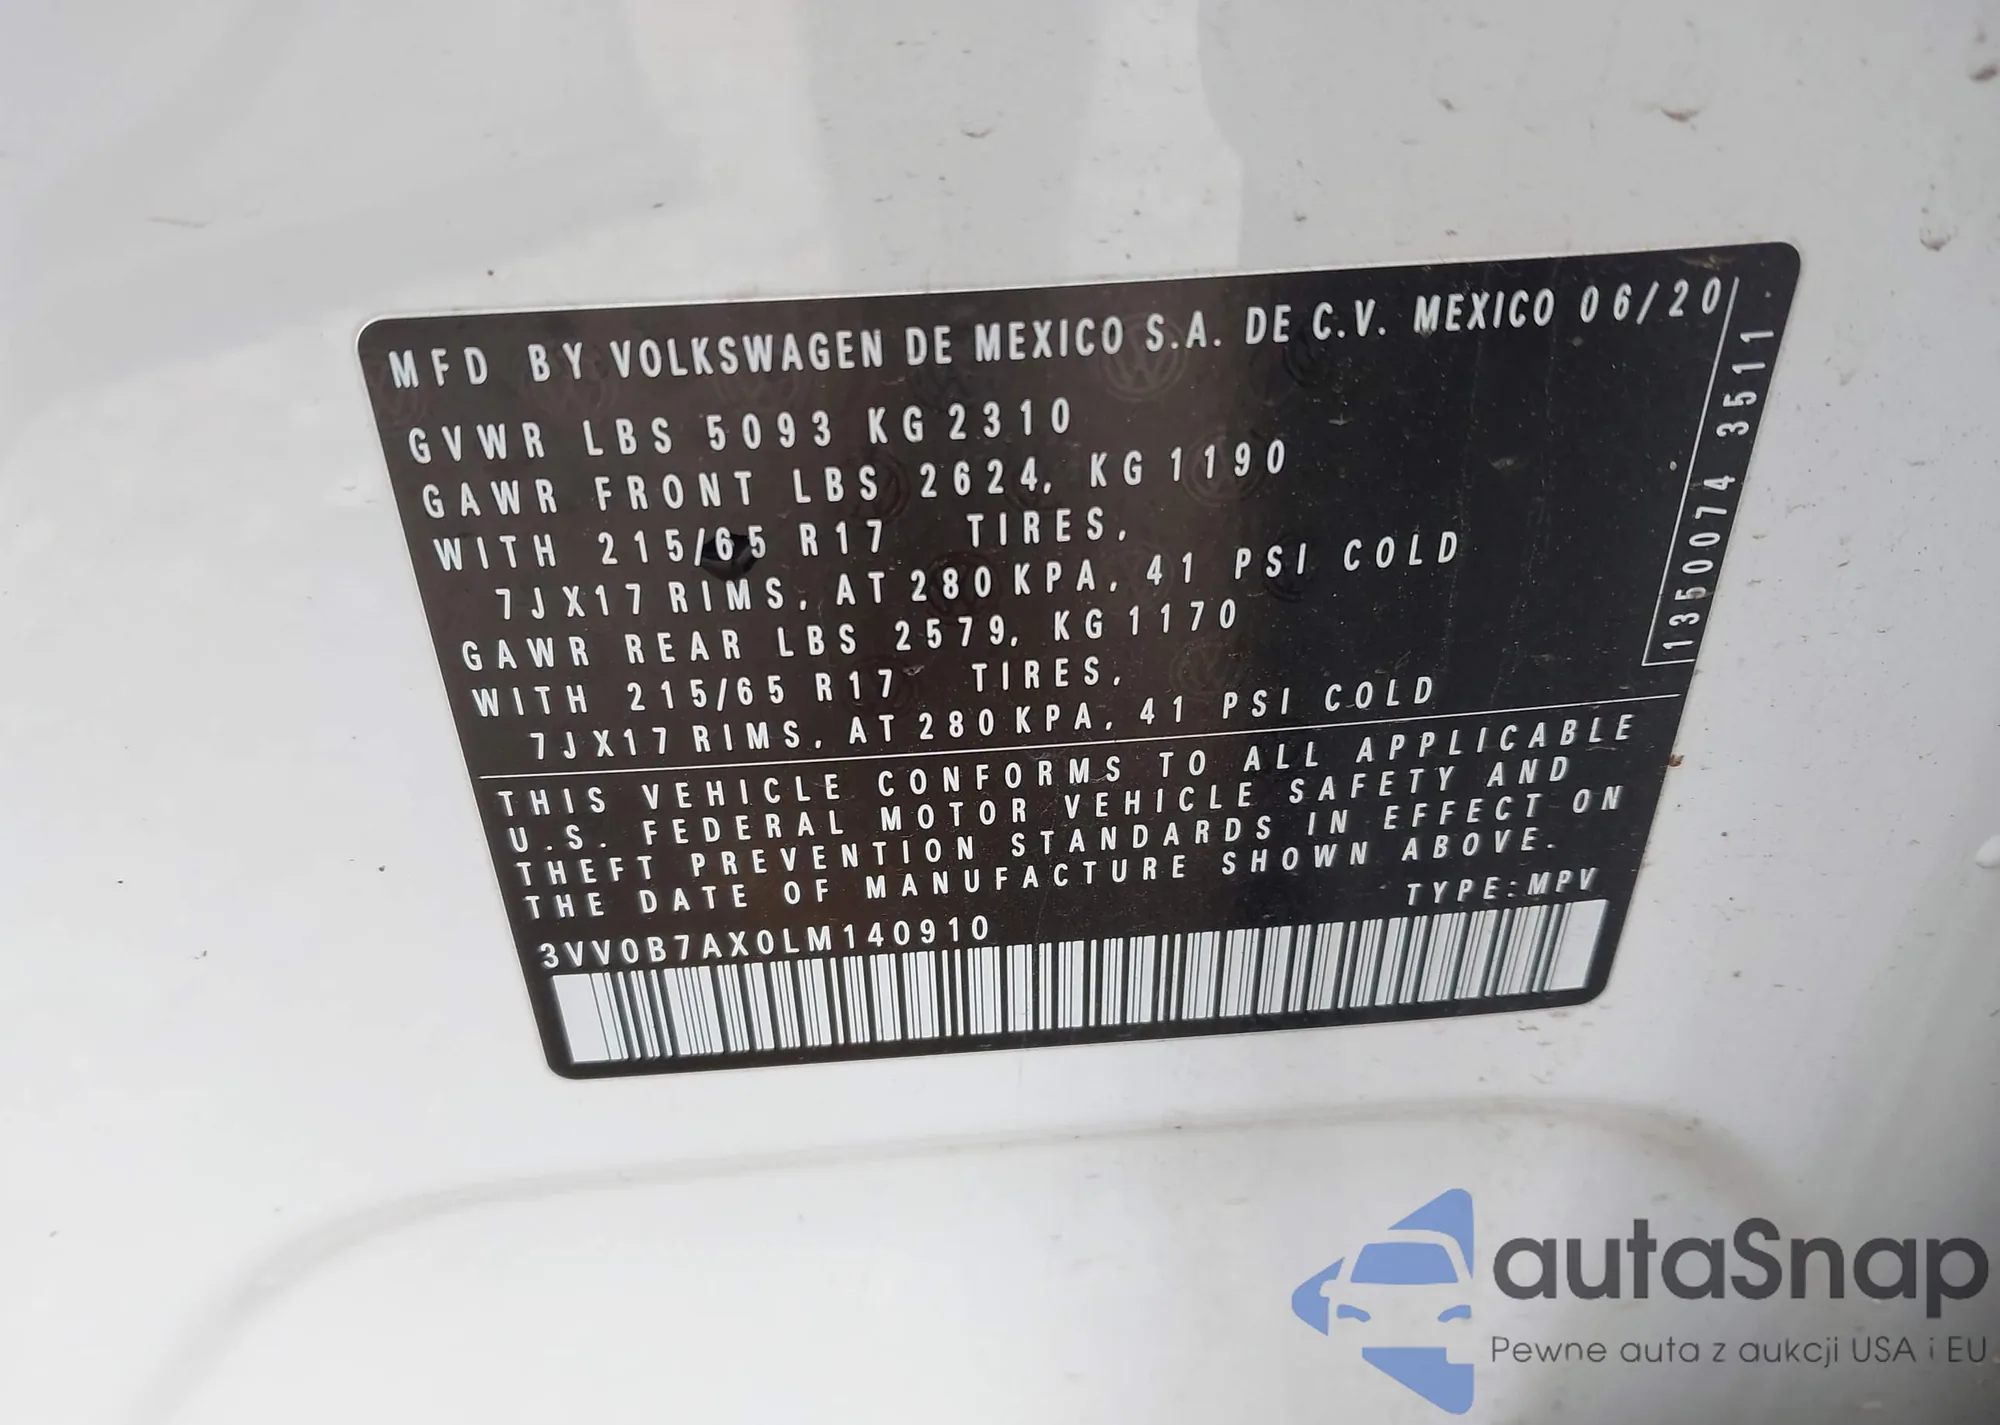 MFD BY VOLKSWAGEN DE MEXICO S.A. DE C.V. MEXICO 06/20
GVWR LBS 5093 KG 2310
GAWR FRONT LBS 2624, KG 1190
WITH 215/65 R17 TIRES,
7JX17 RIMS, AT 280 KPA, 41 PSI COLD
GAWR REAR LBS 2579, KG 1170
WITH 215/65 R17 TIRES,
7JX17 RIMS, AT 280 KPA, 41 PSI COLD
1350074 3511
THIS VEHICLE CONFORMS TO ALL APPLICABLE
U.S. FEDERAL MOTOR VEHICLE SAFETY AND
THEFT PREVENTION STANDARDS IN EFFECT ON
THE DATE OF MANUFACTURE SHOWN ABOVE.
TYPE:MPV
3VV0B7AX0LM140910
autaSnap
Pewne auta z aukcji USA i EU